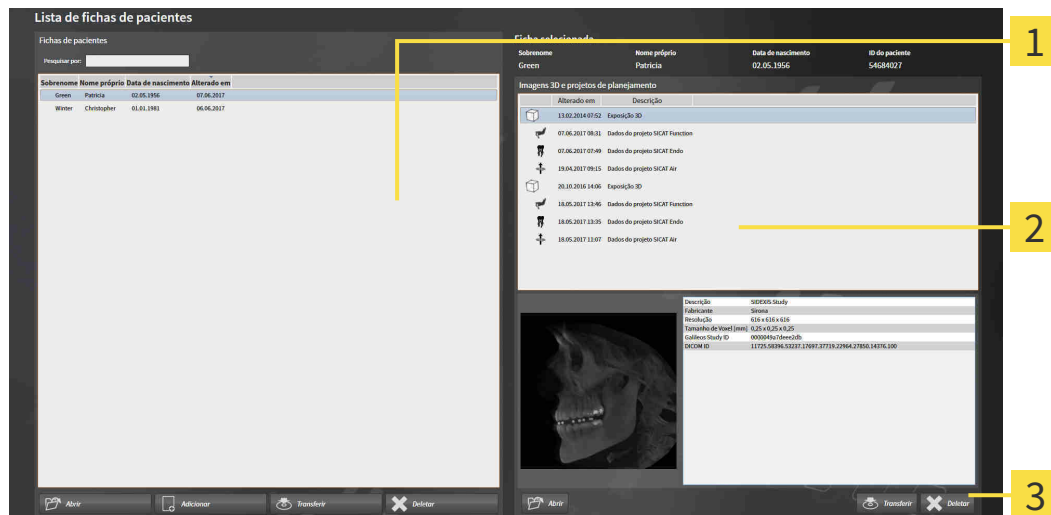 Lista de fichas de pacientes
Fichas de pacientes
Pesquisar por:
Sobrenome Nome próprio Data de nascimento Alterado em
Green Patricia 02.05.1956 07.06.2017
Winter Christopher 01.01.1981 06.06.2017
Abrir Adicionar Transferir Deletar
Ficha selecionada
Sobrenome Nome próprio Data de nascimento ID do paciente
Green Patricia 02.05.1956 54684027
Imagens 3D e projetos de planejamento
Alterado em Descrição
13.02.2014 07:52 Exposição 3D
07.06.2017 08:31 Dados do projeto SICAT Function
07.06.2017 07:49 Dados do projeto SICAT Endo
19.04.2017 09:15 Dados do projeto SICAT Air
20.10.2016 14:06 Exposição 3D
18.05.2017 13:46 Dados do projeto SICAT Function
18.05.2017 13:35 Dados do projeto SICAT Endo
18.05.2017 11:07 Dados do projeto SICAT Air
Descrição SIDEXIS Study
Fabricante Sirona
Resolução 616 x 616 x 616
Tamanho de Voxel [mm] 0,25 x 0,25 x 0,25
Galileos Study ID 0000049a7deee2db
DICOM ID 11725.58396.53237.17697.37719.22964.27850.14376.100
Abrir Transferir Deletar
1
2
3